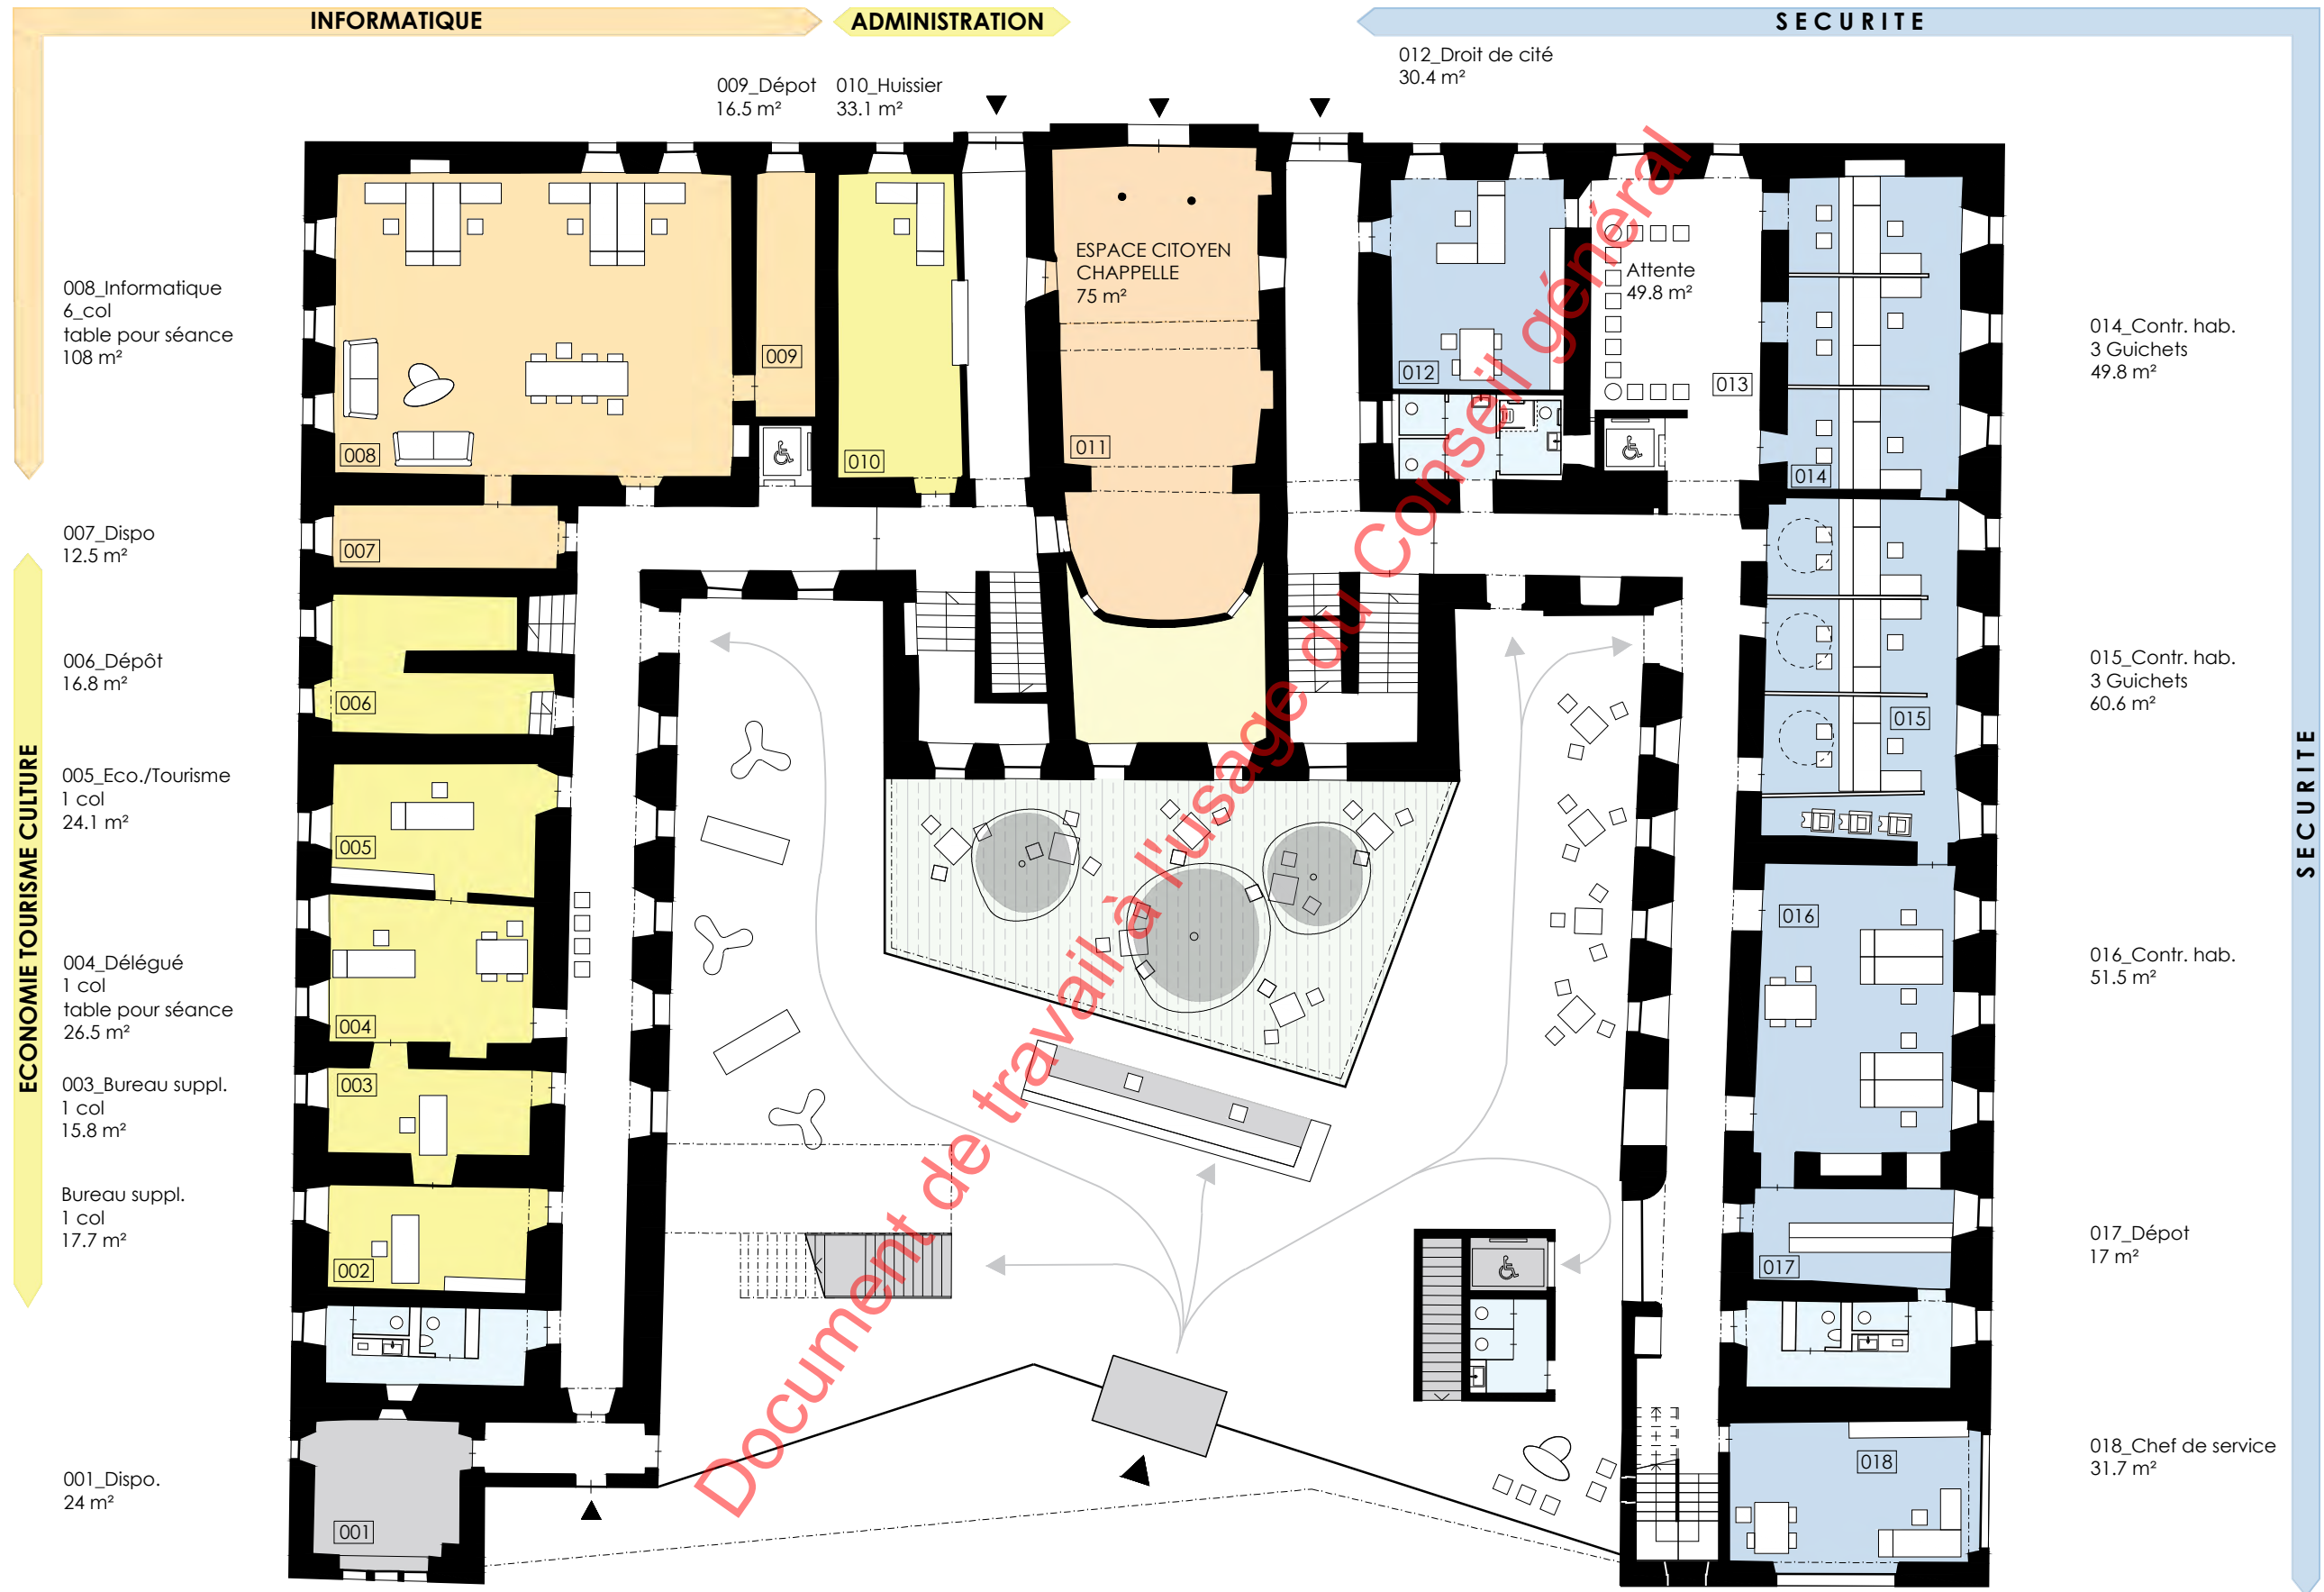 INFORMATIQUE
ADMINISTRATION
SECURITE
009_Dépot
16.5 m²
010_Huissier
33.1 m²
012_Droit de cité
30.4 m²
008_Informatique
6_col
table pour séance
108 m²
007_Dispo
12.5 m²
006_Dépôt
16.8 m²
005_Eco./Tourisme
1 col
24.1 m²
004_Délégué
1 col
table pour séance
26.5 m²
003_Bureau suppl.
1 col
15.8 m²
Bureau suppl.
1 col
17.7 m²
001_Dispo.
24 m²
ECONOMIE TOURISME CULTURE
008
009
010
ESPACE CITOYEN
CHAPPELLE
75 m²
011
012
Attente
49.8 m²
013
014
007
006
005
004
003
002
001
015
016
017
018
014_Contr. hab.
3 Guichets
49.8 m²
015_Contr. hab.
3 Guichets
60.6 m²
016_Contr. hab.
51.5 m²
017_Dépot
17 m²
018_Chef de service
31.7 m²
SECURITE
Document de travail à l'usage du Conseil général